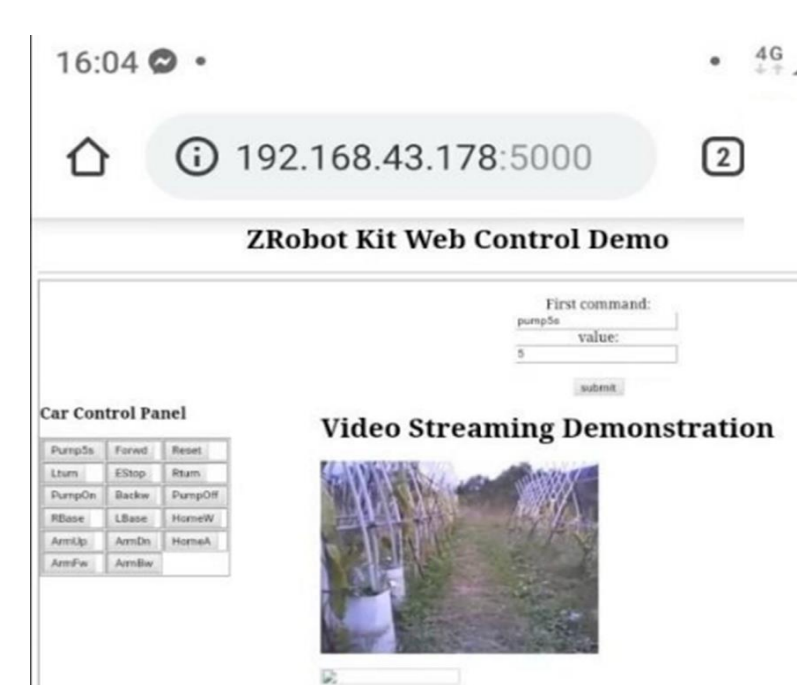 16:04
4G
192.168.43.178:5000
2
ZRobot Kit Web Control Demo
First command:
pump5s
value:
5
submit
Car Control Panel
Video Streaming Demonstration
Pump5s Forwd Reset
Lturn EStop Rturn
PumpOn Backw PumpOff
RBase LBase HomeW
ArmUp ArmDn HomeA
ArmFw ArmBw